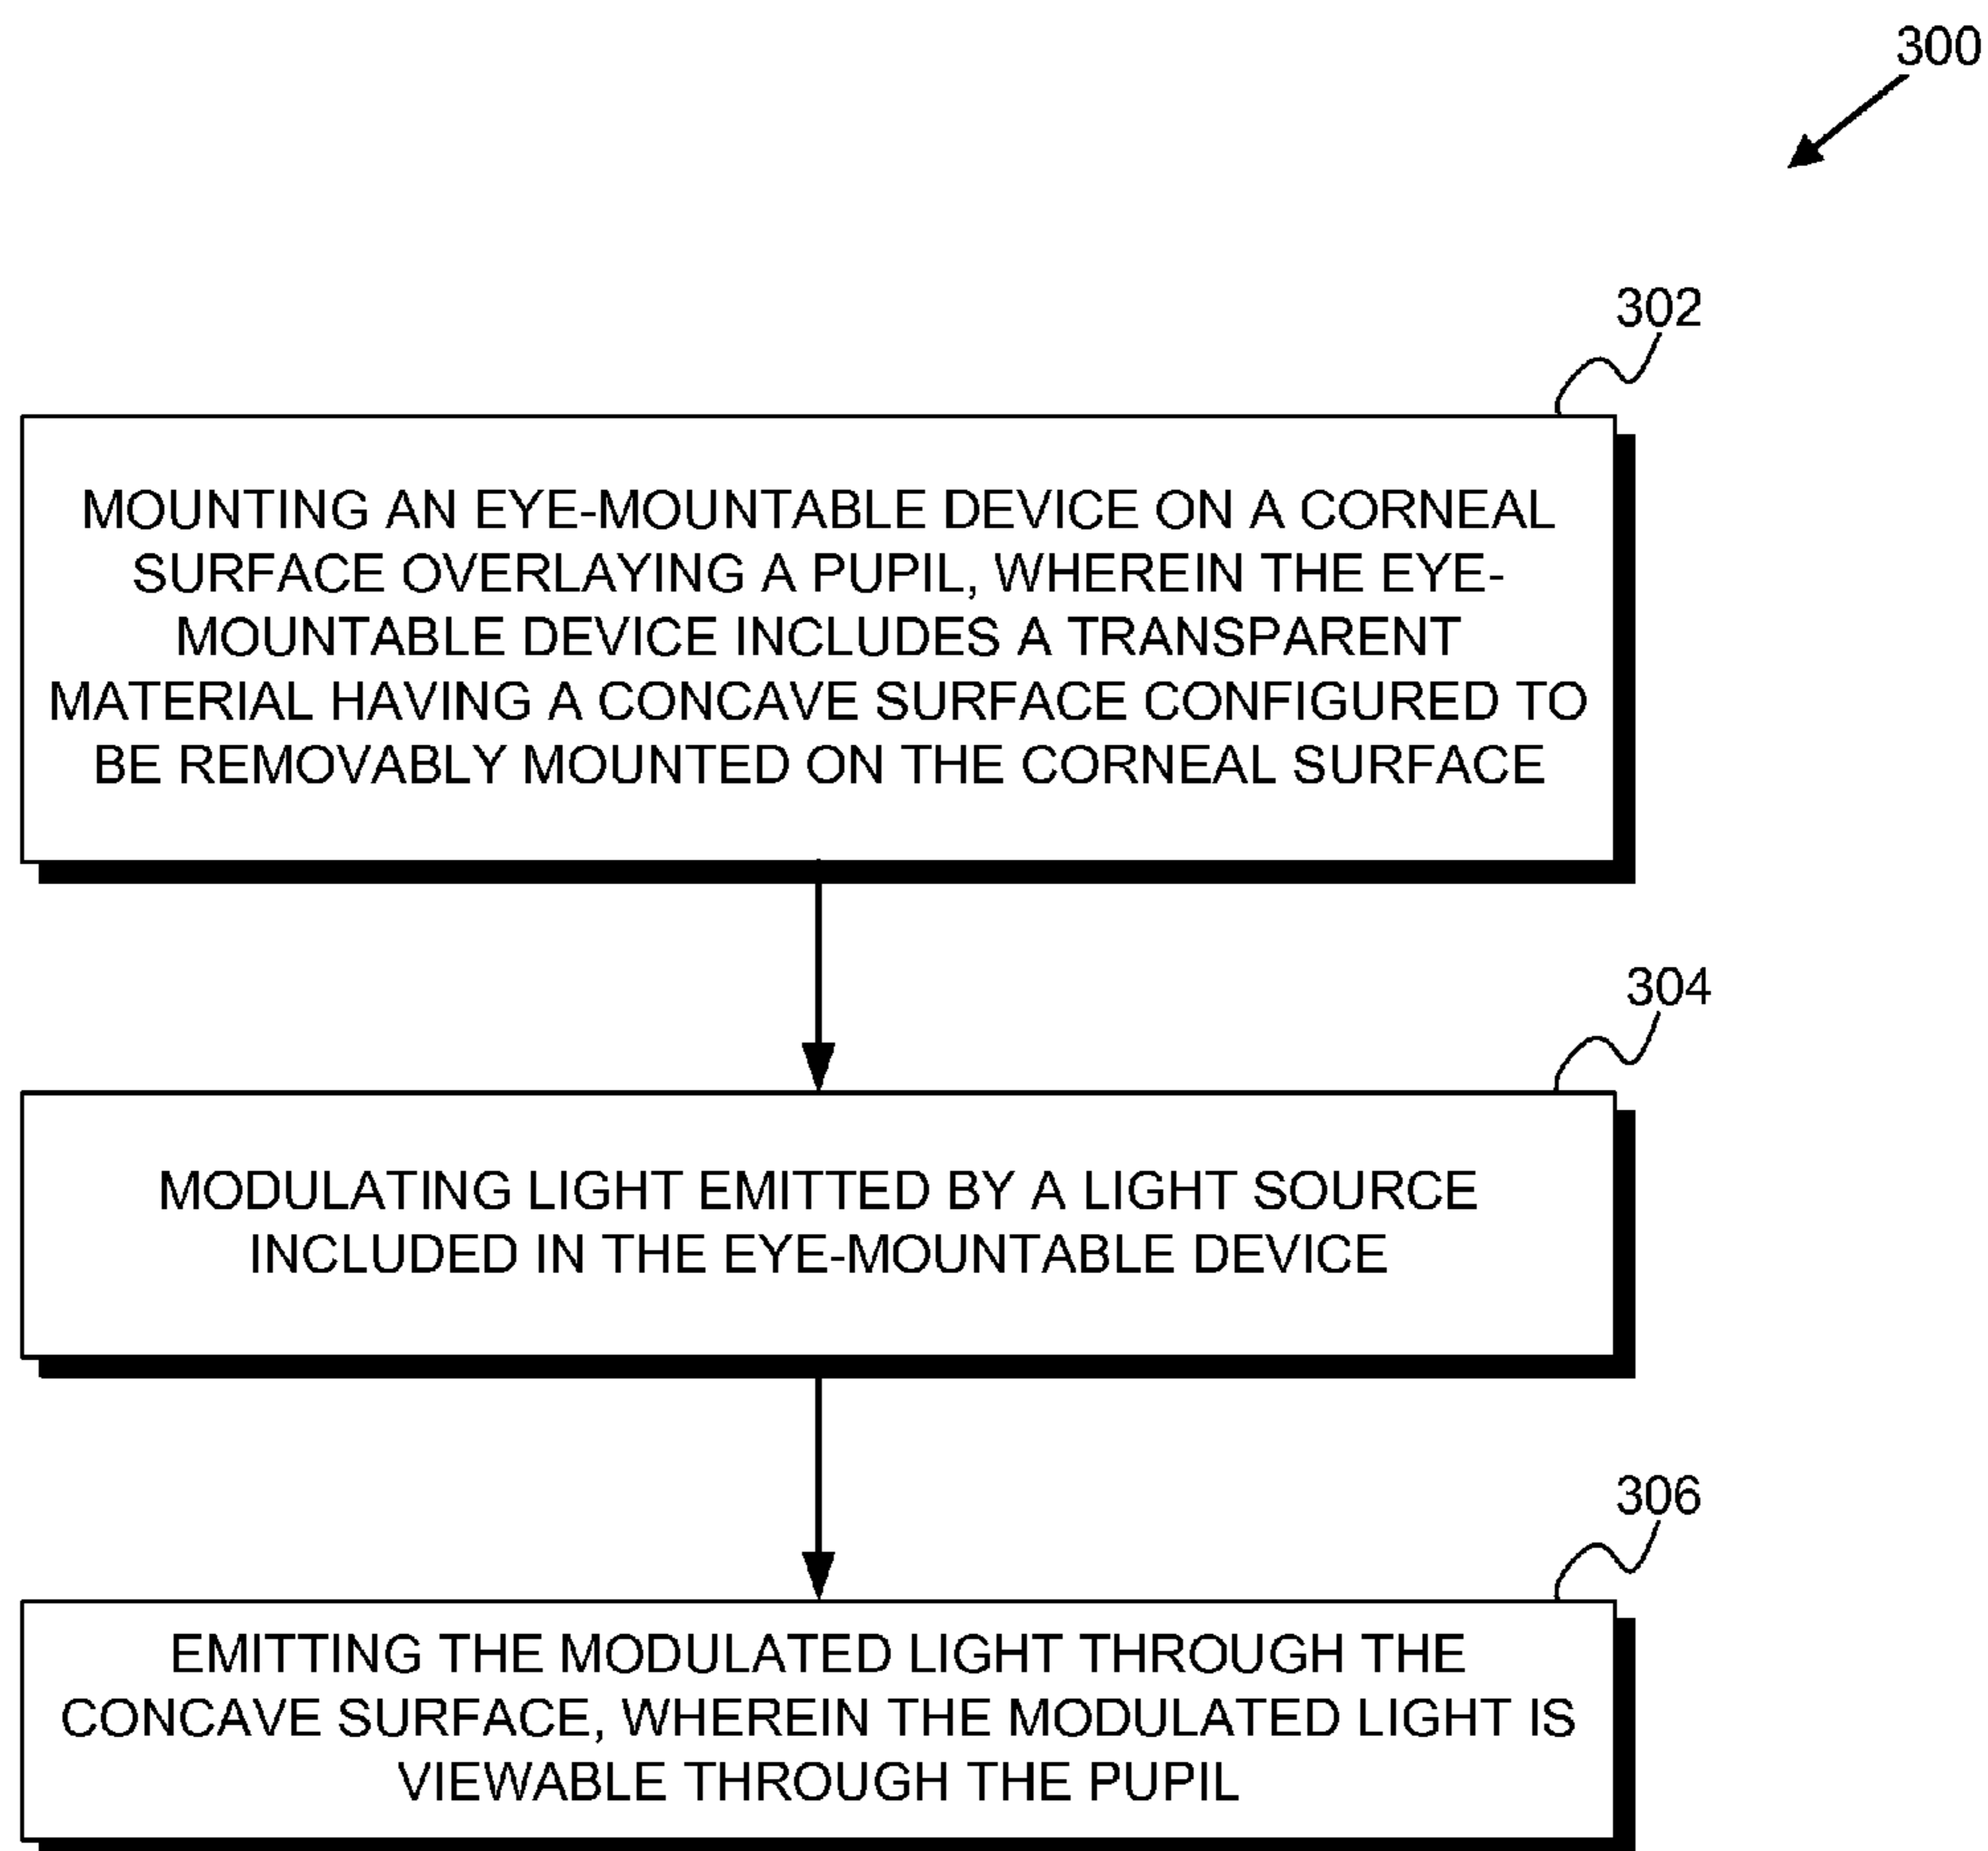 300
302
MOUNTING AN EYE-MOUNTABLE DEVICE ON A CORNEAL
SURFACE OVERLAYING A PUPIL, WHEREIN THE EYE-
MOUNTABLE DEVICE INCLUDES A TRANSPARENT
MATERIAL HAVING A CONCAVE SURFACE CONFIGURED TO
BE REMOVABLY MOUNTED ON THE CORNEAL SURFACE
304
MODULATING LIGHT EMITTED BY A LIGHT SOURCE
INCLUDED IN THE EYE-MOUNTABLE DEVICE
306
EMITTING THE MODULATED LIGHT THROUGH THE
CONCAVE SURFACE, WHEREIN THE MODULATED LIGHT IS
VIEWABLE THROUGH THE PUPIL